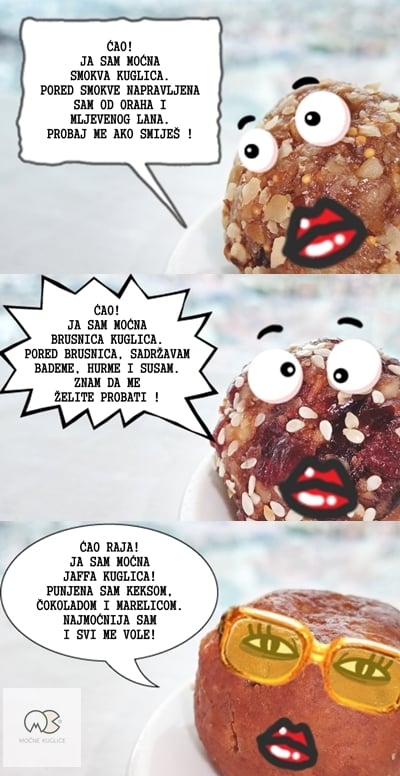 ĆAO!
JA SAM MOĆNA
SMOKVA KUGLICA.
PORED SMOKVE NAPRAVLJENA
SAM OD ORAHA I
MLJEVENOG LANA.
PROBAJ ME AKO SMIJEŠ !
ĆAO!
JA SAM MOĆNA
BRUSNICA KUGLICA.
PORED BRUSNICA, SADRŽAVAM
BADEME, HURME I SUSAM.
ZNAM DA ME
ŽELITE PROBATI !
ĆAO RAJA!
JA SAM MOĆNA
JAFFA KUGLICA!
PUNJENA SAM KEKSOM,
ČOKOLADOM I MARELICOM.
NAJMOĆNIJA SAM
I SVI ME VOLE!
MOĆNE KUGLICE